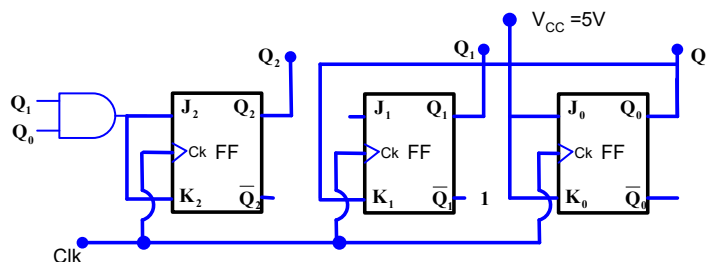 V_CC =5V
Q_2
Q_1
Q
Q_1
Q_0
J_2 Q_2
Ck FF
K_2 Q̅_2
J_1 Q_1
Ck FF
K_1 Q̅_1 1
J_0 Q_0
Ck FF
K_0 Q̅_0
Clk